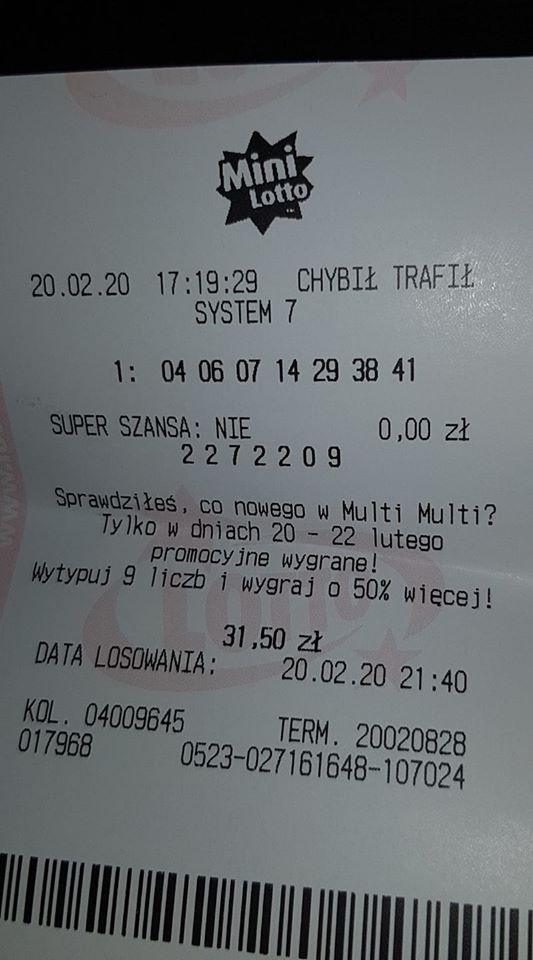 Mini
Lotto
20.02.20 17:19:29 CHYBIŁ TRAFIŁ
SYSTEM 7
1: 04 06 07 14 29 38 41
SUPER SZANSA: NIE 0,00 zł
2272209
Sprawdziłeś, co nowego w Multi Multi?
Tylko w dniach 20 - 22 lutego
promocyjne wygrane!
Wytypuj 9 liczb i wygraj o 50% więcej!
31,50 zł
DATA LOSOWANIA: 20.02.20 21:40
KOL. 04009645 TERM. 20020828
017968 0523-027161648-107024
Lotto